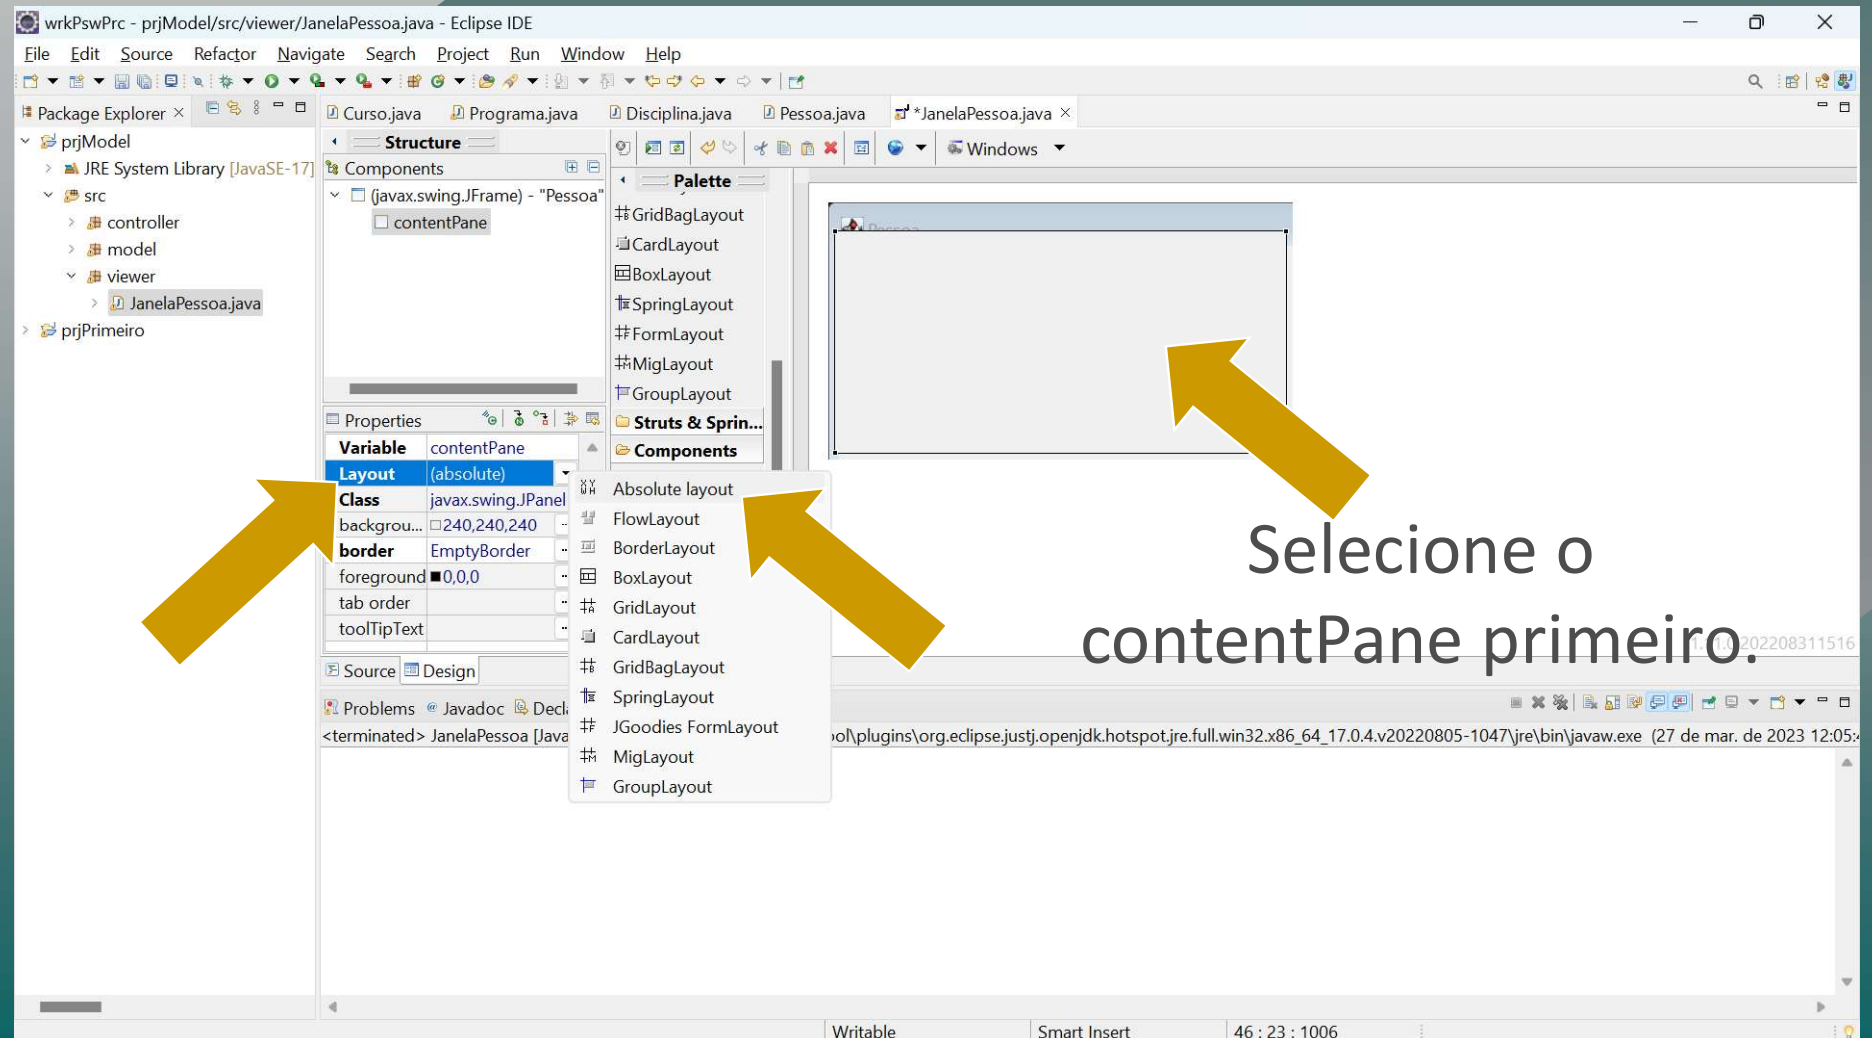 wrkPswPrc - prjModel/src/viewer/JanelaPessoa.java - Eclipse IDE
File Edit Source Refactor Navigate Search Project Run Window Help
Package Explorer
Curso.java Programa.java Disciplina.java Pessoa.java *JanelaPessoa.java
prjModel
JRE System Library [JavaSE-17]
src
controller
model
viewer
JanelaPessoa.java
prjPrimeiro
Structure
Components
(javax.swing.JFrame) - "Pessoa"
contentPane
Windows
Palette
GridBagLayout
CardLayout
BoxLayout
SpringLayout
FormLayout
MigLayout
GroupLayout
Struts & Sprin...
Components
Pessoa
Properties
Variable contentPane
Layout (absolute)
Class javax.swing.JPanel
backgrou... 240,240,240
border EmptyBorder
foreground 0,0,0
tab order
toolTipText
Absolute layout
FlowLayout
BorderLayout
BoxLayout
GridLayout
CardLayout
GridBagLayout
SpringLayout
JGoodies FormLayout
MigLayout
GroupLayout
Selecione o
contentPane primeiro.
202208311516
Source Design
Problems Javadoc Decla
<terminated> JanelaPessoa [Java
ol\plugins\org.eclipse.justj.openjdk.hotspot.jre.full.win32.x86_64_17.0.4.v20220805-1047\jre\bin\javaw.exe (27 de mar. de 2023 12:05:
Writable Smart Insert 46 : 23 : 1006